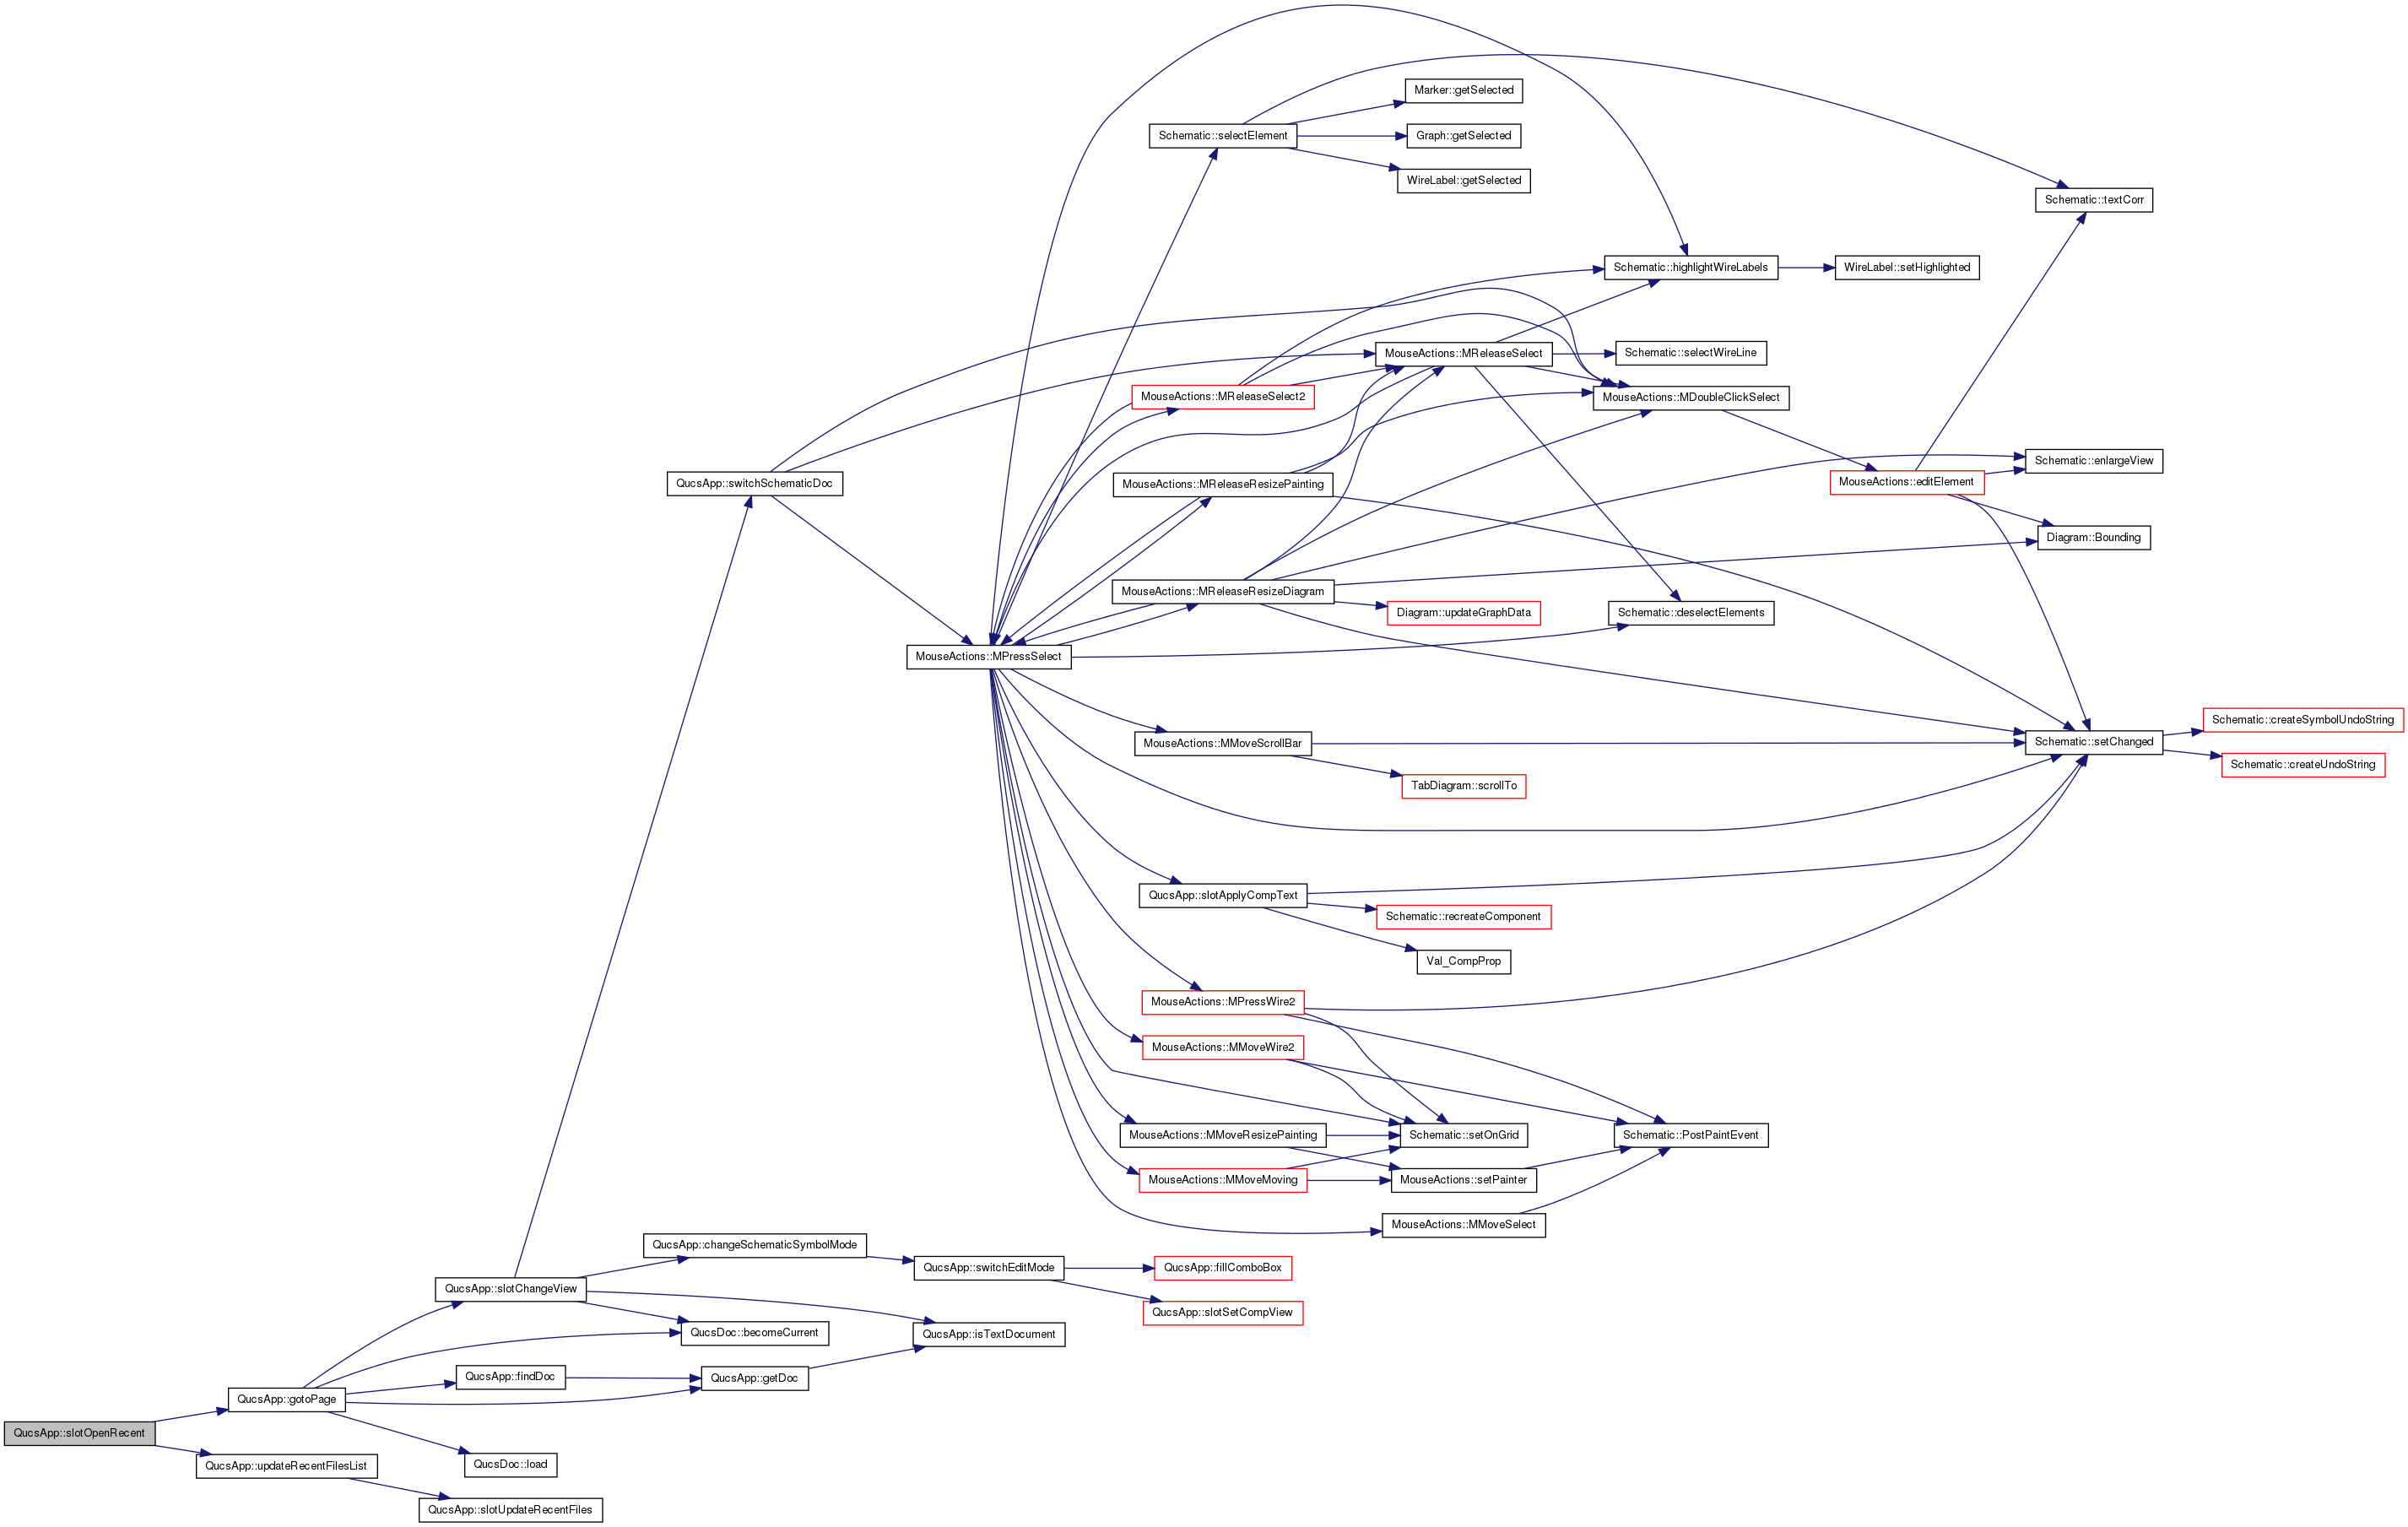 Marker::getSelected
Schematic::selectElement
Graph::getSelected
WireLabel::getSelected
Schematic::textCorr
Schematic::highlightWireLabels
WireLabel::setHighlighted
MouseActions::MReleaseSelect
Schematic::selectWireLine
MouseActions::MReleaseSelect2
MouseActions::MDoubleClickSelect
Schematic::enlargeView
QucsApp::switchSchematicDoc
MouseActions::MReleaseResizePainting
MouseActions::editElement
Diagram::Bounding
MouseActions::MReleaseResizeDiagram
Diagram::updateGraphData
Schematic::deselectElements
MouseActions::MPressSelect
Schematic::createSymbolUndoString
MouseActions::MMoveScrollBar
Schematic::setChanged
Schematic::createUndoString
TabDiagram::scrollTo
QucsApp::slotApplyCompText
Schematic::recreateComponent
Val_CompProp
MouseActions::MPressWire2
MouseActions::MMoveWire2
MouseActions::MMoveResizePainting
Schematic::setOnGrid
Schematic::PostPaintEvent
MouseActions::MMoveMoving
MouseActions::setPainter
MouseActions::MMoveSelect
QucsApp::changeSchematicSymbolMode
QucsApp::switchEditMode
QucsApp::fillComboBox
QucsApp::slotChangeView
QucsApp::slotSetCompView
QucsDoc::becomeCurrent
QucsApp::isTextDocument
QucsApp::findDoc
QucsApp::getDoc
QucsApp::gotoPage
QucsApp::slotOpenRecent
QucsApp::updateRecentFilesList
QucsDoc::load
QucsApp::slotUpdateRecentFiles